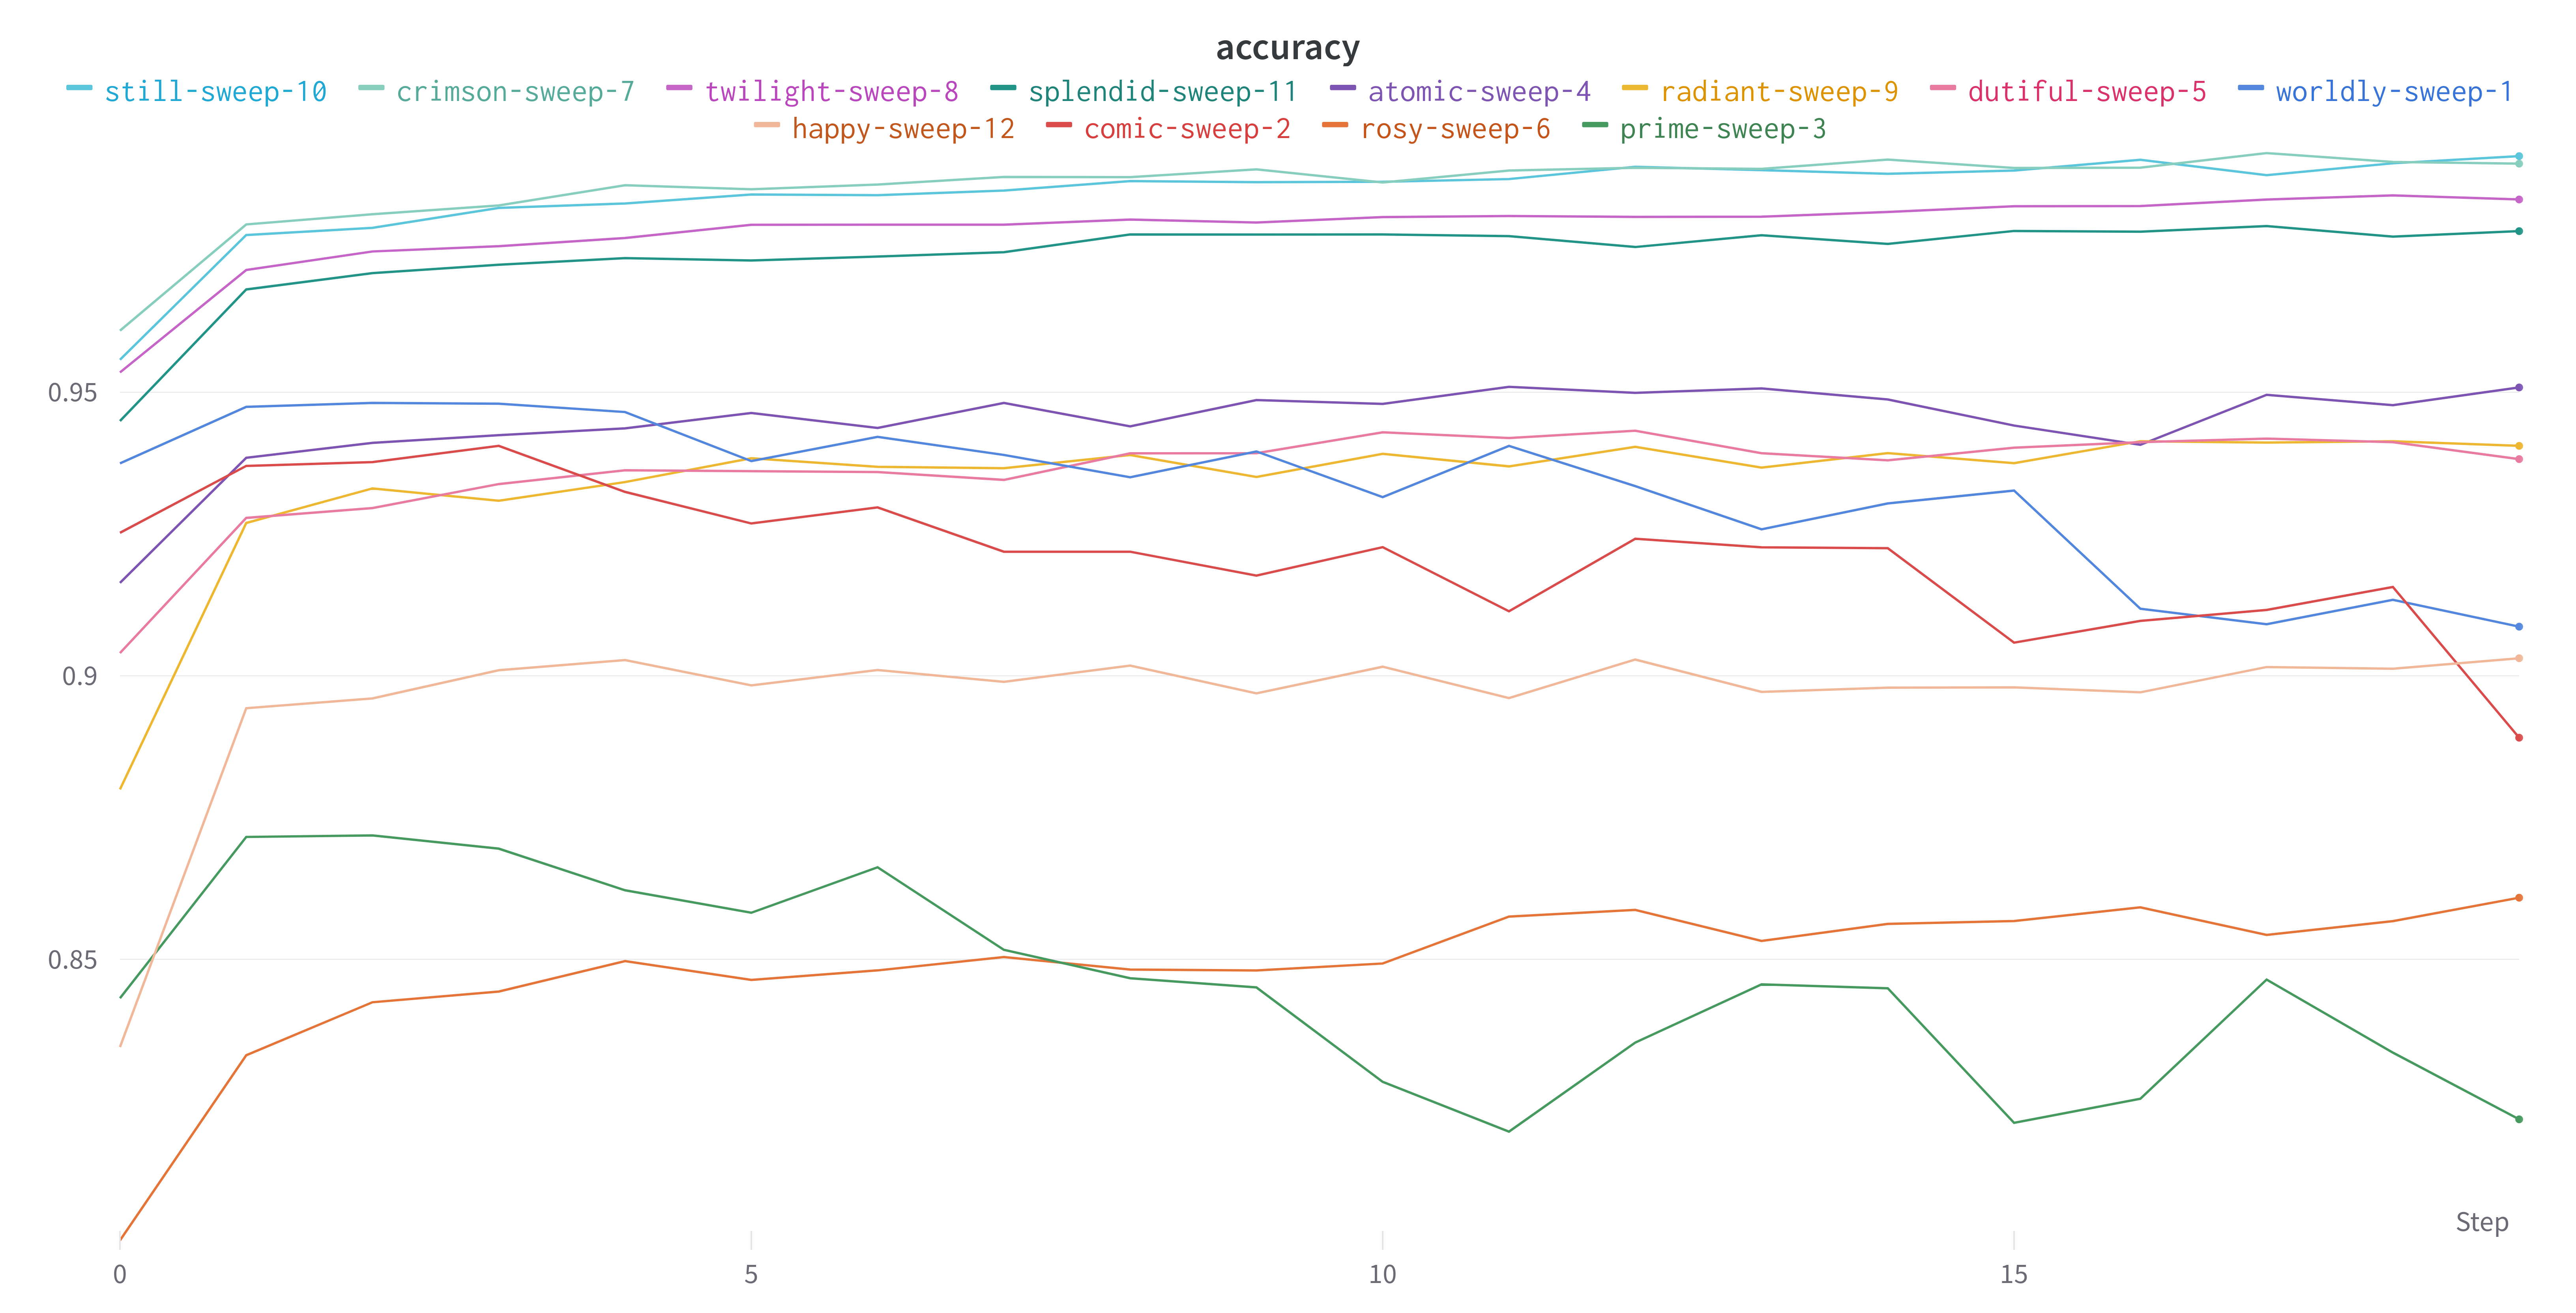 accuracy
still-sweep-10 crimson-sweep-7 twilight-sweep-8 splendid-sweep-11 atomic-sweep-4 radiant-sweep-9 dutiful-sweep-5 worldly-sweep-1
happy-sweep-12 comic-sweep-2 rosy-sweep-6 prime-sweep-3
0.95
0.9
0.85
Step
0 5 10 15